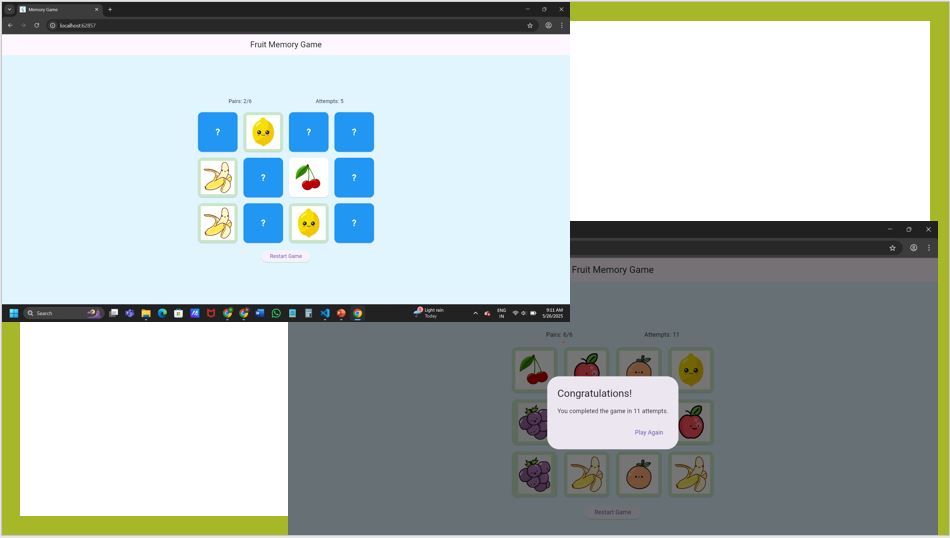 Memory Game
localhost:62857
Fruit Memory Game
Pairs: 2/6
Attempts: 5
?
?
?
?
?
?
?
Restart Game
Search
Light rain
Today
ENG
IN
9:11 AM
5/26/2025
Fruit Memory Game
Pairs: 6/6
Attempts: 11
Congratulations!
You completed the game in 11 attempts.
Play Again
Restart Game